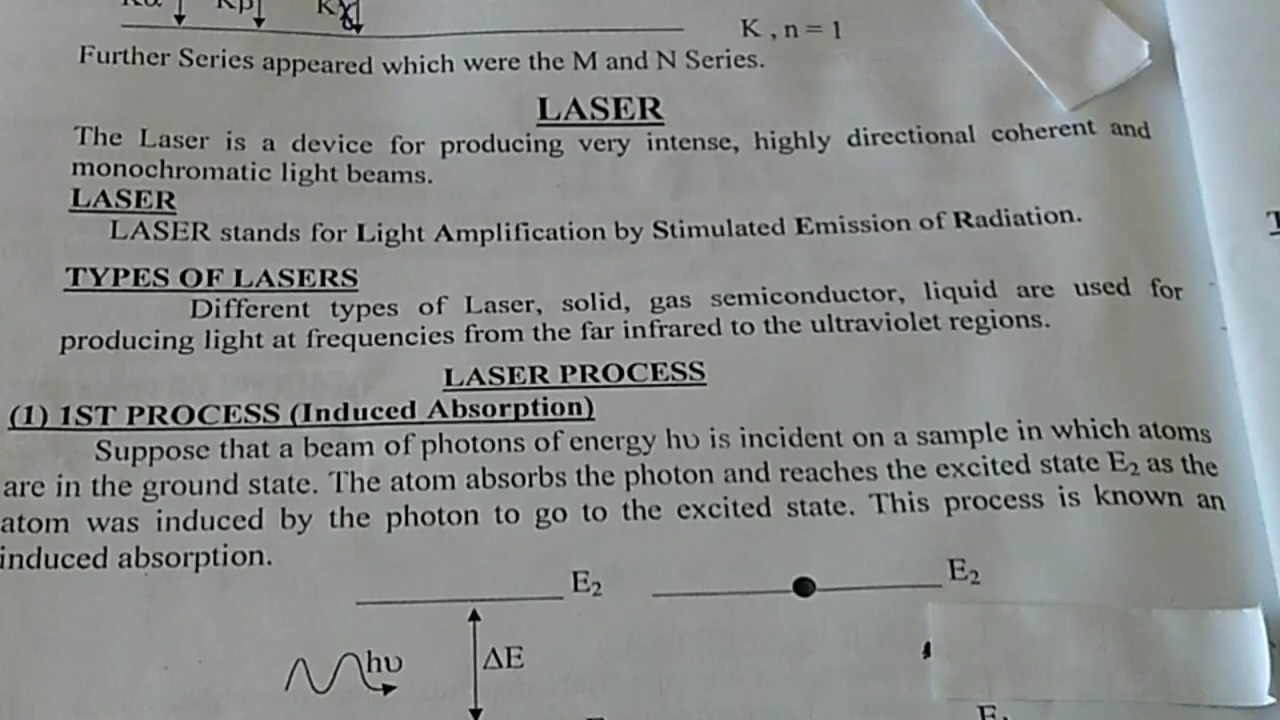 Kα Kβ Kγ
K , n = 1
Further Series appeared which were the M and N Series.
LASER
The Laser is a device for producing very intense, highly directional coherent and
monochromatic light beams.
LASER
LASER stands for Light Amplification by Stimulated Emission of Radiation.
TYPES OF LASERS
Different types of Laser, solid, gas semiconductor, liquid are used for
producing light at frequencies from the far infrared to the ultraviolet regions.
LASER PROCESS
(1) 1ST PROCESS (Induced Absorption)
Suppose that a beam of photons of energy hυ is incident on a sample in which atoms
are in the ground state. The atom absorbs the photon and reaches the excited state E₂ as the
atom was induced by the photon to go to the excited state. This process is known an
induced absorption.
E₂ E₂
hυ ΔE